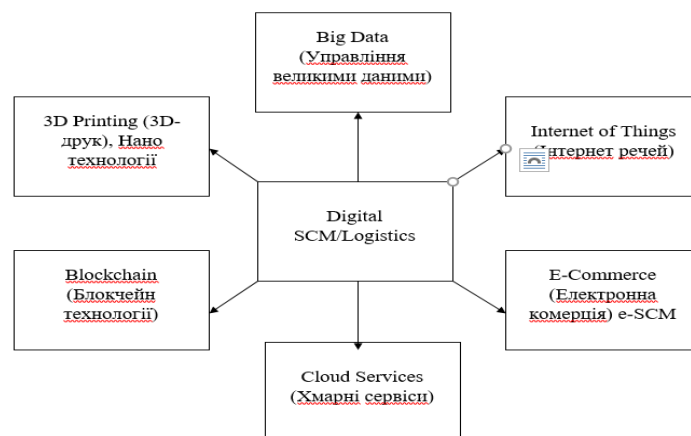 Big Data
(Управління
великими даними)
3D Printing (3D-
друк), Нано
технології
Internet of Things
(Інтернет речей)
Digital
SCM/Logistics
Blockchain
(Блокчейн
технології)
E-Commerce
(Електронна
комерція) e-SCM
Cloud Services
(Хмарні сервіси)